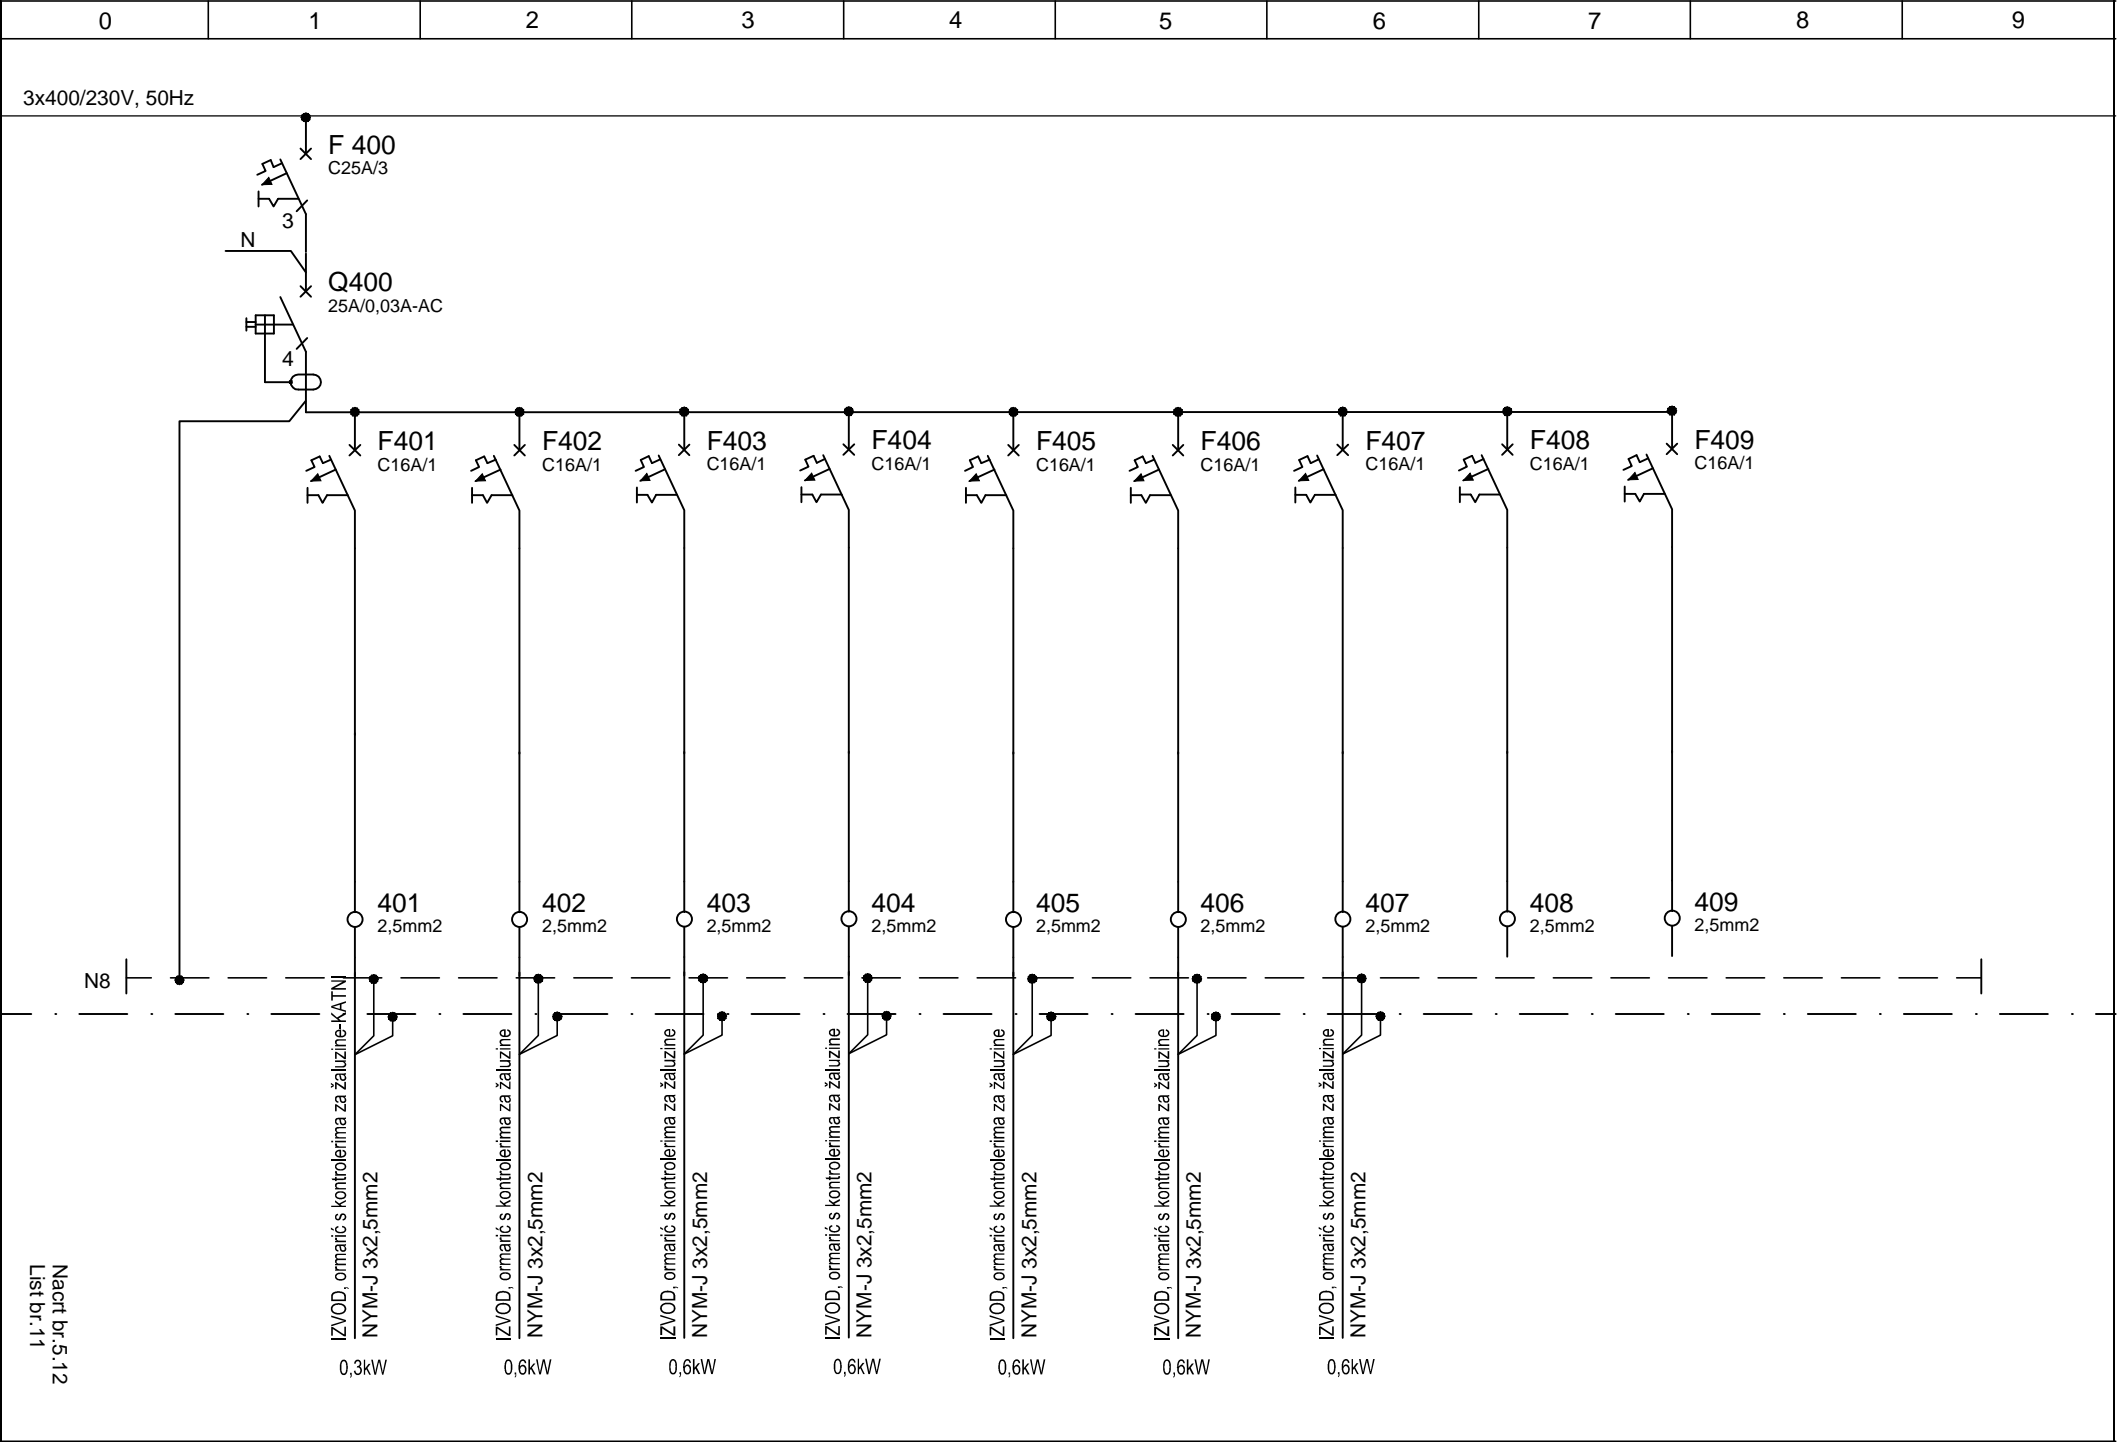 0 1 2 3 4 5 6 7 8 9
3x400/230V, 50Hz
F 400
C25A/3
3
N
Q400
25A/0,03A-AC
4
F401 F402 F403 F404 F405 F406 F407 F408 F409
C16A/1 C16A/1 C16A/1 C16A/1 C16A/1 C16A/1 C16A/1 C16A/1 C16A/1
401 402 403 404 405 406 407 408 409
2,5mm2 2,5mm2 2,5mm2 2,5mm2 2,5mm2 2,5mm2 2,5mm2 2,5mm2 2,5mm2
N8
IZVOD, ormarić s kontrolerima za žaluzine-KATNI
NYM-J 3x2,5mm2
IZVOD, ormarić s kontrolerima za žaluzine
NYM-J 3x2,5mm2
IZVOD, ormarić s kontrolerima za žaluzine
NYM-J 3x2,5mm2
IZVOD, ormarić s kontrolerima za žaluzine
NYM-J 3x2,5mm2
IZVOD, ormarić s kontrolerima za žaluzine
NYM-J 3x2,5mm2
IZVOD, ormarić s kontrolerima za žaluzine
NYM-J 3x2,5mm2
IZVOD, ormarić s kontrolerima za žaluzine
NYM-J 3x2,5mm2
0,3kW 0,6kW 0,6kW 0,6kW 0,6kW 0,6kW 0,6kW
Nacrt br.5.12
List br.11